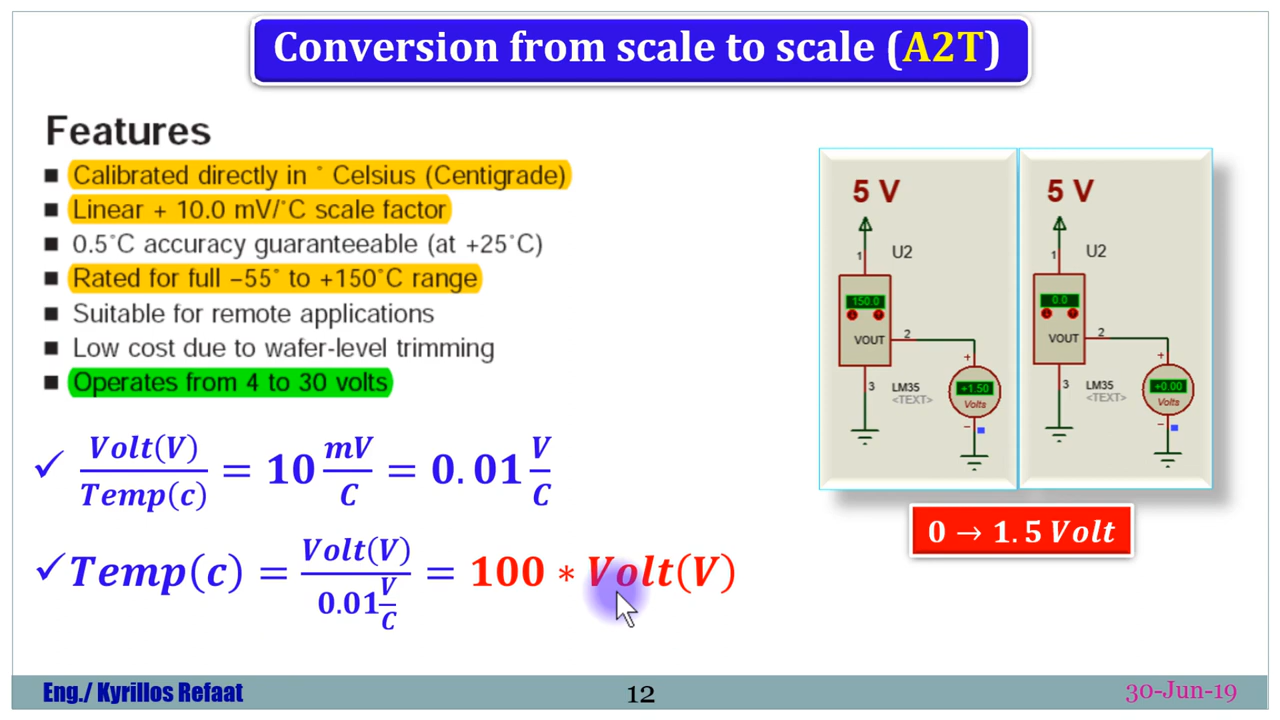 Conversion from scale to scale (A2T)
Features
■ Calibrated directly in ˚ Celsius (Centigrade)
■ Linear + 10.0 mV/˚C scale factor
■ 0.5˚C accuracy guaranteeable (at +25˚C)
■ Rated for full −55˚ to +150˚C range
■ Suitable for remote applications
■ Low cost due to wafer-level trimming
■ Operates from 4 to 30 volts
✓ Volt(V)/Temp(c) = 10 mV/C = 0.01 V/C
✓ Temp(c) = Volt(V)/0.01 V/C = 100 * Volt(V)
5 V
1
U2
150.0
VOUT
2
3
LM35
<TEXT>
+
+1.50
Volts
−
5 V
1
U2
0.0
VOUT
2
3
LM35
<TEXT>
+
+0.00
Volts
−
0 → 1.5 Volt
Eng./ Kyrillos Refaat
12
30-Jun-19